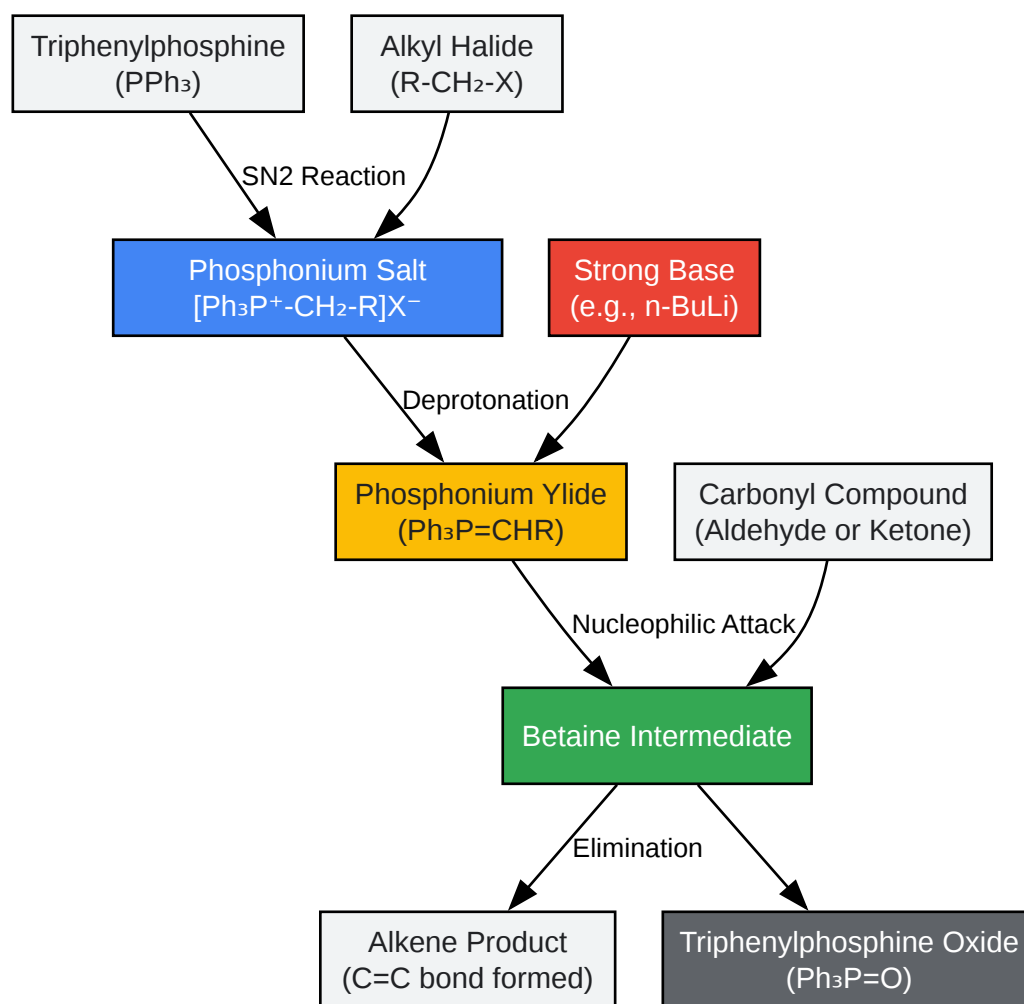 Triphenylphosphine
(PPh₃)
Alkyl Halide
(R-CH₂-X)
SN2 Reaction
Phosphonium Salt
[Ph₃P⁺-CH₂-R]X⁻
Strong Base
(e.g., n-BuLi)
Deprotonation
Phosphonium Ylide
(Ph₃P=CHR)
Carbonyl Compound
(Aldehyde or Ketone)
Nucleophilic Attack
Betaine Intermediate
Elimination
Alkene Product
(C=C bond formed)
Triphenylphosphine Oxide
(Ph₃P=O)